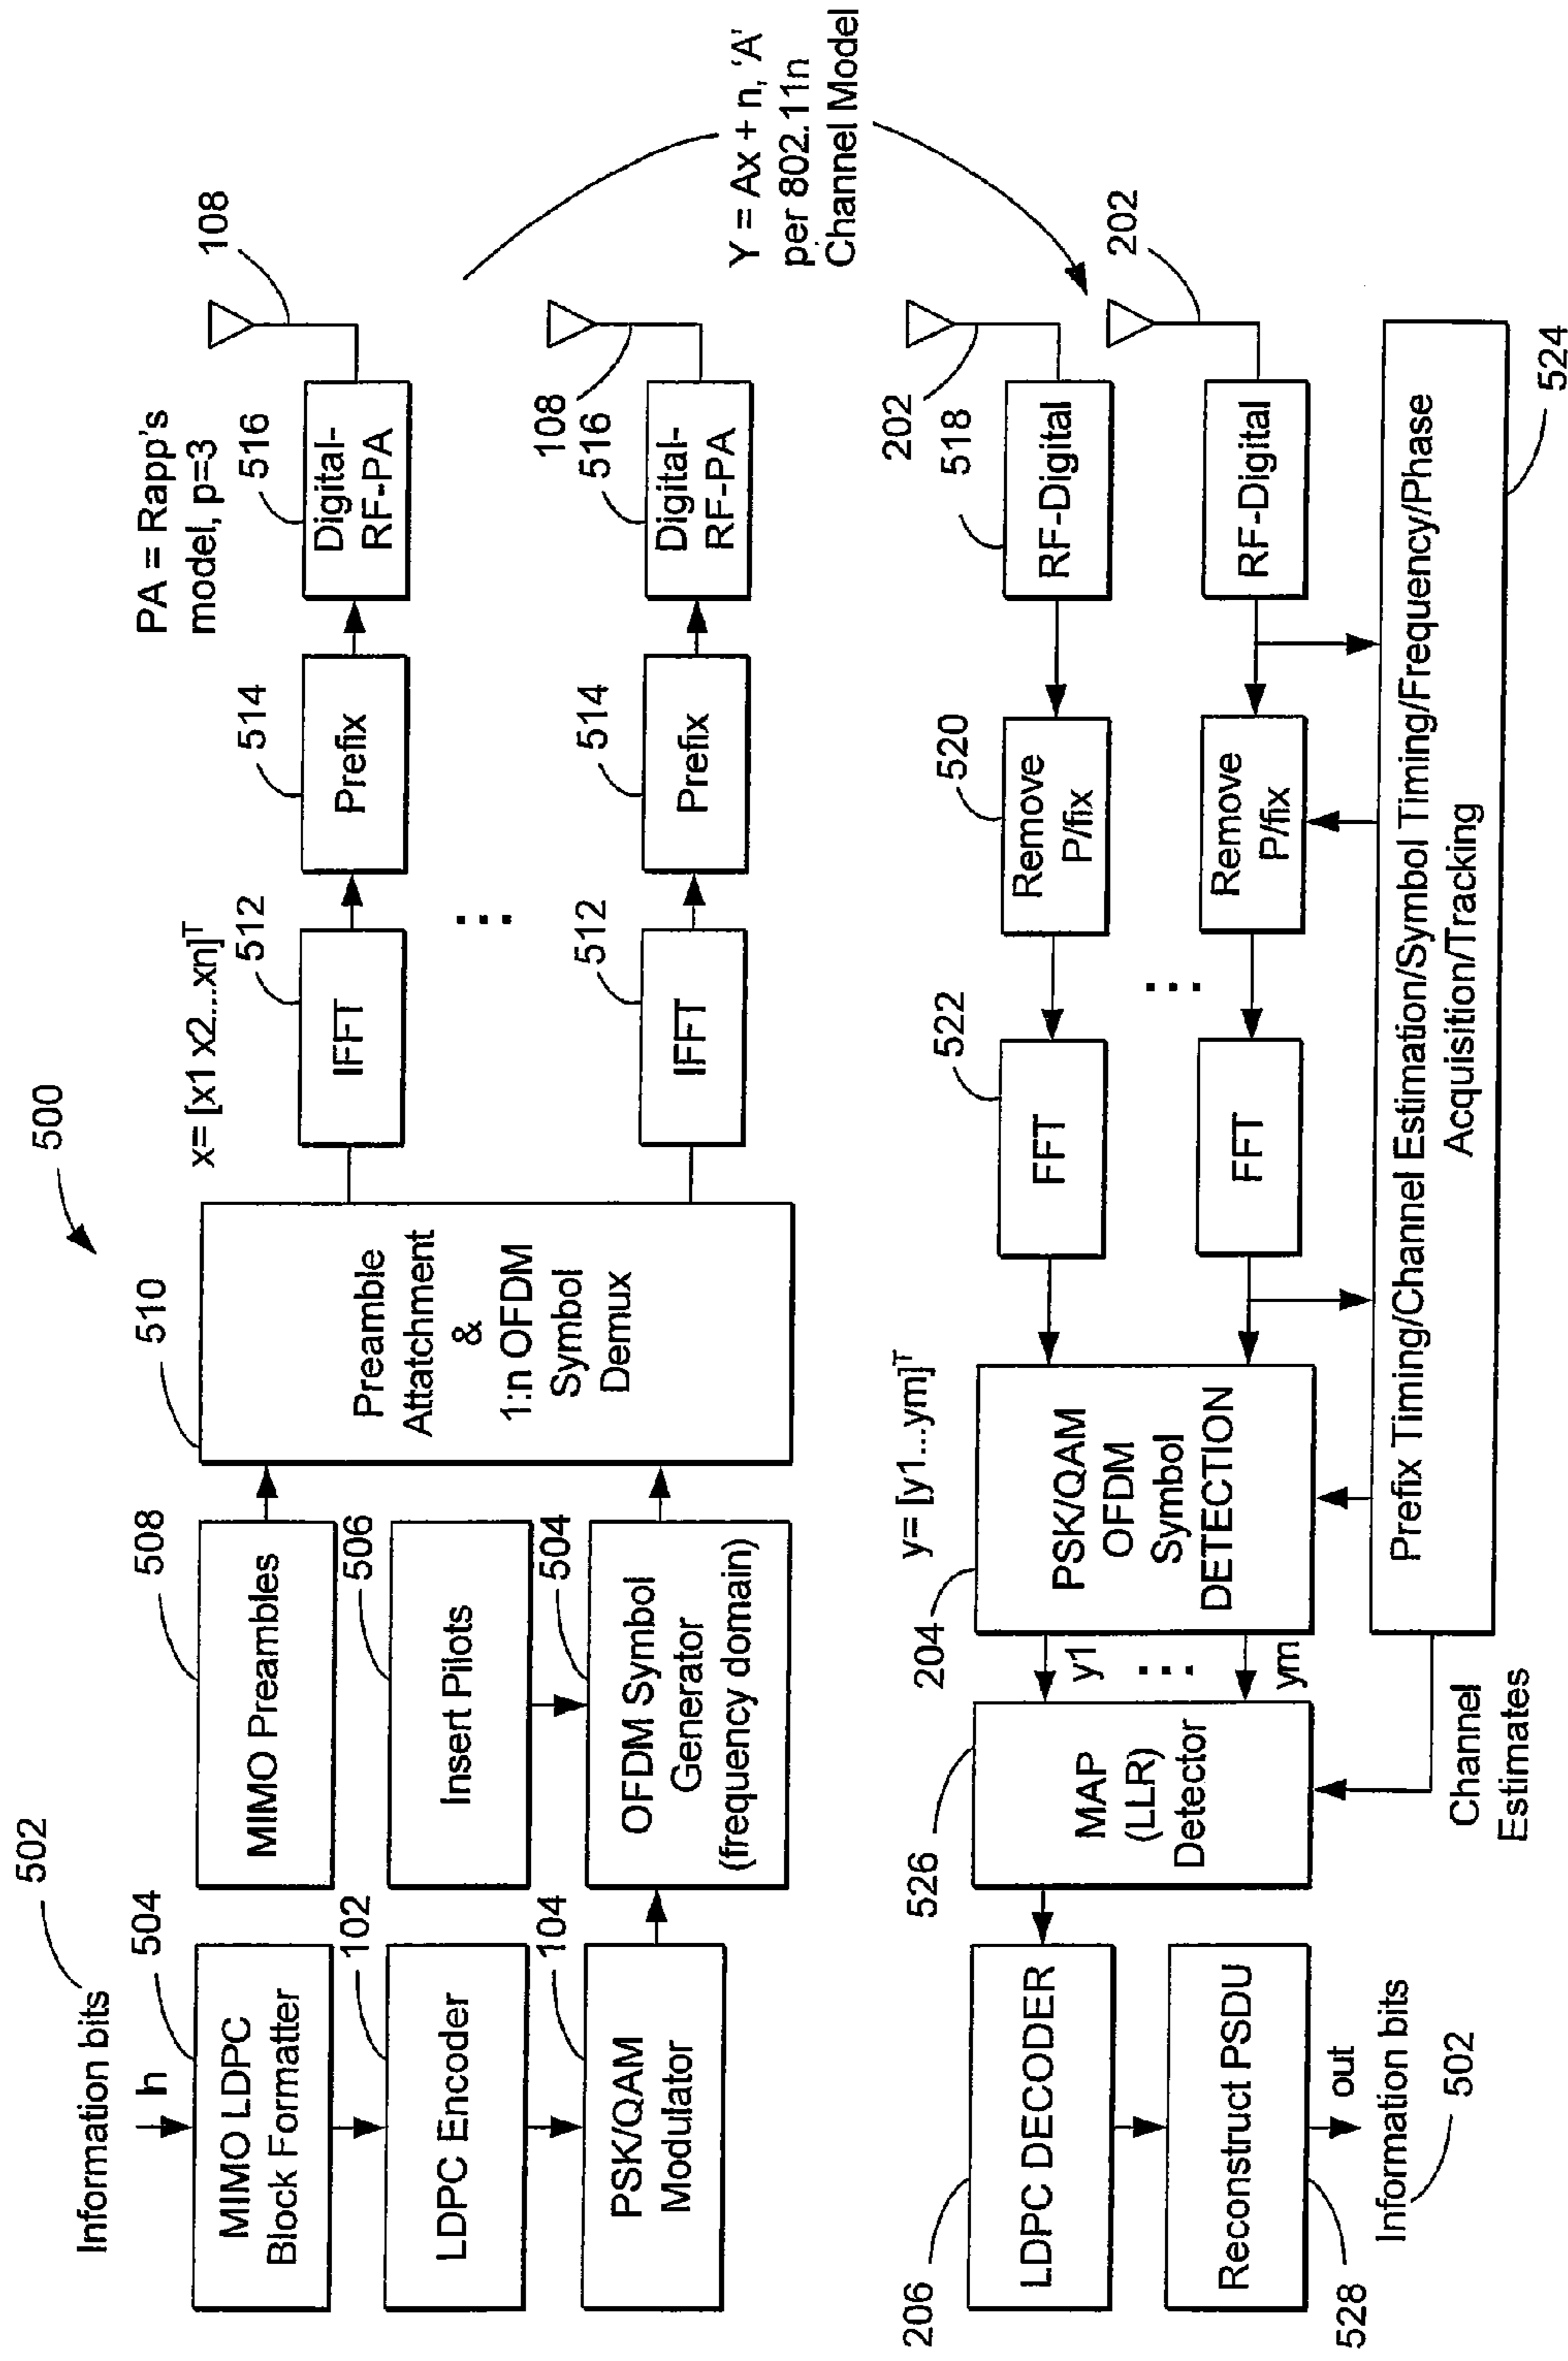 500
Information bits
502
In
504
MIMO LDPC
Block Formatter
102
LDPC Encoder
104
PSK/QAM
Modulator
508
MIMO Preambles
506
Insert Pilots
504
OFDM Symbol
Generator
(frequency domain)
510
Preamble
Attatchment
&
1:n OFDM
Symbol
Demux
x= [x1 x2...xn]T
512
IFFT
514
Prefix
PA = Rapp's
model, p=3
516
Digital-
RF-PA
108
...
512
IFFT
514
Prefix
516
Digital-
RF-PA
108
Y = Ax + n, 'A'
per 802.11n
Channel Model
206
LDPC DECODER
528
Reconstruct PSDU
out
Information bits
502
526
MAP
(LLR)
Detector
y1
...
ym
Channel
Estimates
204
y= [y1...ym]T
PSK/QAM
OFDM
Symbol
DETECTION
522
FFT
520
Remove
P/fix
518
RF-Digital
202
...
FFT
Remove
P/fix
RF-Digital
202
Prefix Timing/Channel Estimation/Symbol Timing/Frequency/Phase
Acquisition/Tracking
524